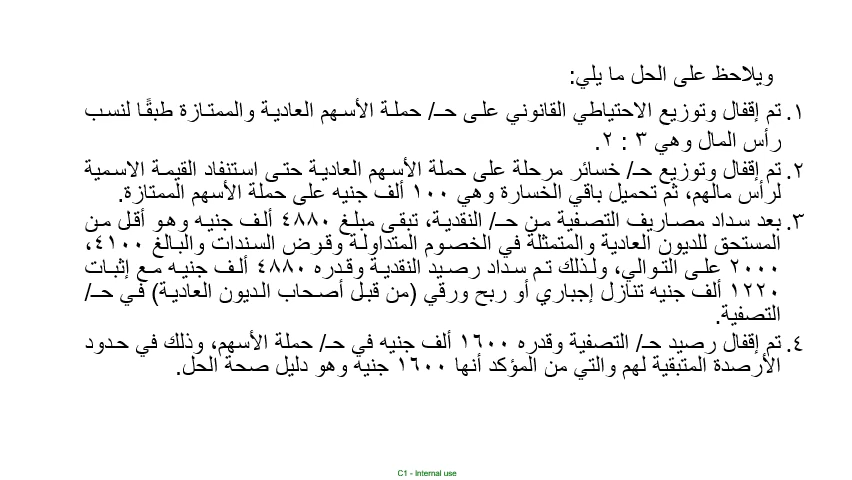 ويلاحظ على الحل ما يلي:
١. تم إقفال وتوزيع الاحتياطي القانوني على حـ/ حملة الأسهم العادية والممتازة طبقًا لنسب
رأس المال وهي ٣ : ٢.
٢. تم إقفال وتوزيع حـ/ خسائر مرحلة على حملة الأسهم العادية حتى استنفاد القيمة الاسمية
لرأس مالهم، ثم تحميل باقي الخسارة وهي ١٠٠ ألف جنيه على حملة الأسهم الممتازة.
٣. بعد سداد مصاريف التصفية من حـ/ النقدية، تبقى مبلغ ٤٨٨٠ ألف جنيه وهو أقل من
المستحق للديون العادية والمتمثلة في الخصوم المتداولة وقرض السندات والبالغ ٤١٠٠،
٢٠٠٠ على التوالي، ولذلك تم سداد رصيد النقدية وقدره ٤٨٨٠ ألف جنيه مع إثبات
١٢٢٠ ألف جنيه تنازل إجباري أو ربح ورقي (من قبل أصحاب الديون العادية) في حـ/
التصفية.
٤. تم إقفال رصيد حـ/ التصفية وقدره ١٦٠٠ ألف جنيه في حـ/ حملة الأسهم، وذلك في حدود
الأرصدة المتبقية لهم والتي من المؤكد أنها ١٦٠٠ جنيه وهو دليل صحة الحل.
C1 - Internal use